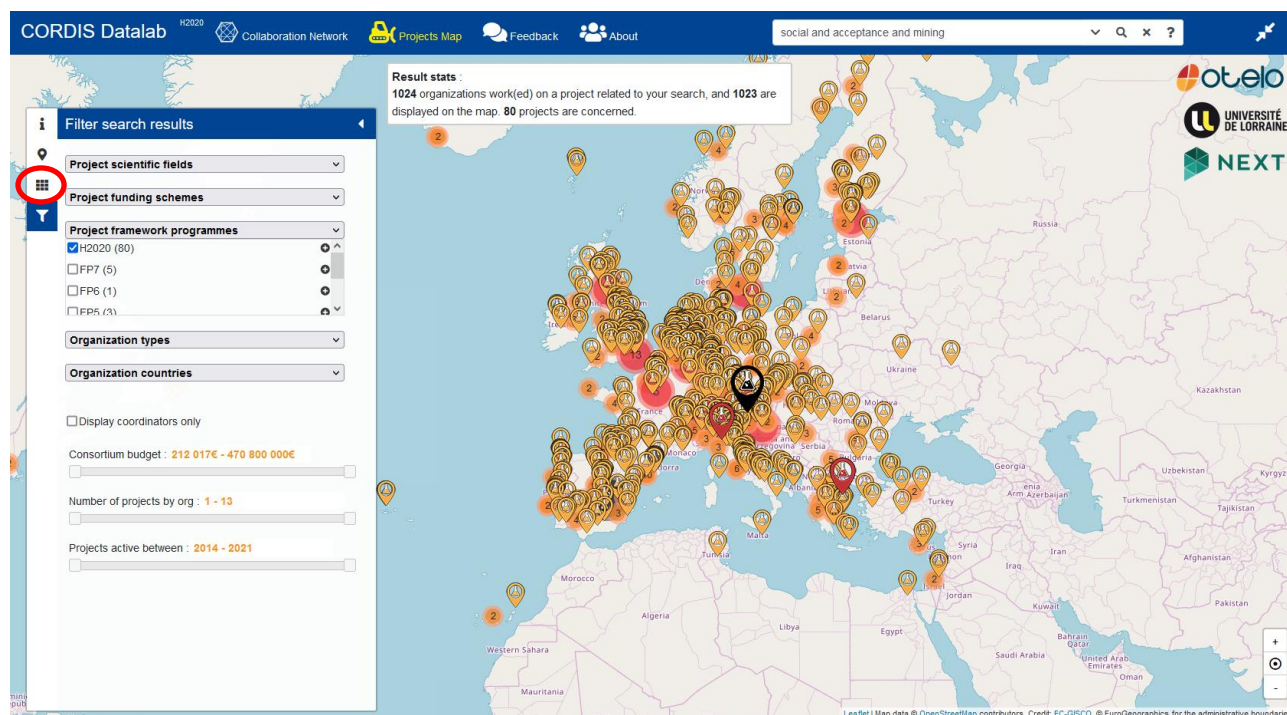 CORDIS Datalab H2020 Collaboration Network Projects Map Feedback About
social and acceptance and mining
Result stats :
1024 organizations work(ed) on a project related to your search, and 1023 are
displayed on the map. 80 projects are concerned.
otelo
UNIVERSITÉ
DE LORRAINE
NEXT
Filter search results
Project scientific fields
Project funding schemes
Project framework programmes
H2020 (80)
FP7 (5)
FP6 (1)
FP5 (3)
Organization types
Organization countries
Display coordinators only
Consortium budget : 212 017€ - 470 800 000€
Number of projects by org : 1 - 13
Projects active between : 2014 - 2021
Russia
Estonia
Belarus
Ukraine
Kazakhstan
France
Monaco
Serbia
Georgia
Azerbaijan
Uzbekistan
Turkmenistan
Tajikistan
Turkey
Malta
Syria
Iran
Iraq
Afghanistan
Morocco
Jordan
Kuwait
Pakistan
Algeria
Libya
Egypt
Bahrain
Qatar
Saudi Arabia
United Arab
Emirates
Oman
Western Sahara
Mauritania
Leaflet | Map data © OpenStreetMap contributors, Credit: EC-GISCO, © EuroGeographics for the administrative boundaries